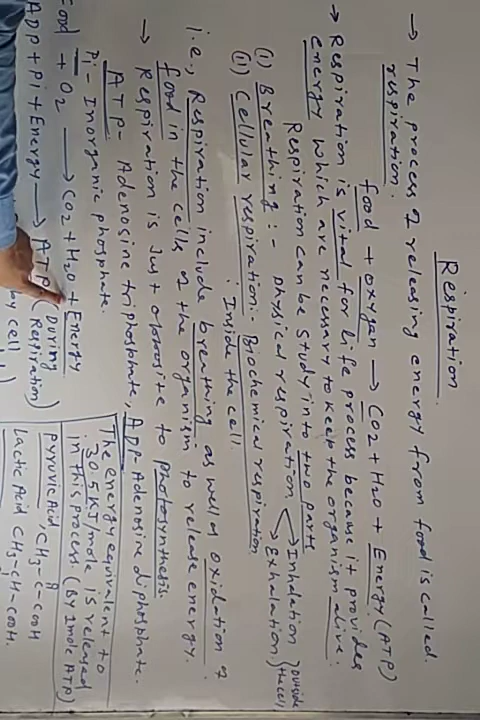 Respiration
→ The process of releasing energy from food is called
respiration.
food + oxygen → CO2 + H2O + Energy (ATP)
→ Respiration is vital for life process because it provides
energy which are necessary to keep the organism alive.
Respiration can be study into two parts
(i) Breathing :- physical respiration Inhalation Exhalation outside the cell
(ii) Cellular respiration:- Biochemical respiration
inside the cell.
i.e., Respiration include breathing as well as oxidation of
food in the cells of the organism to release energy.
→ Respiration is Just opposite to photosynthesis.
ATP - Adenosine triphosphate, ADP - Adenosine diphosphate.
Pi - Inorganic phosphate.
Food + O2 → CO2 + H2O + Energy
ADP + Pi + Energy → ATP (During Respiration)
by cell
The energy equivalent to
30.5 KJ/mole is released
in this process. (By 1 mole ATP)
Pyruvic Acid, CH3-C-COOH
O
Lactic Acid CH3-CH-COOH.